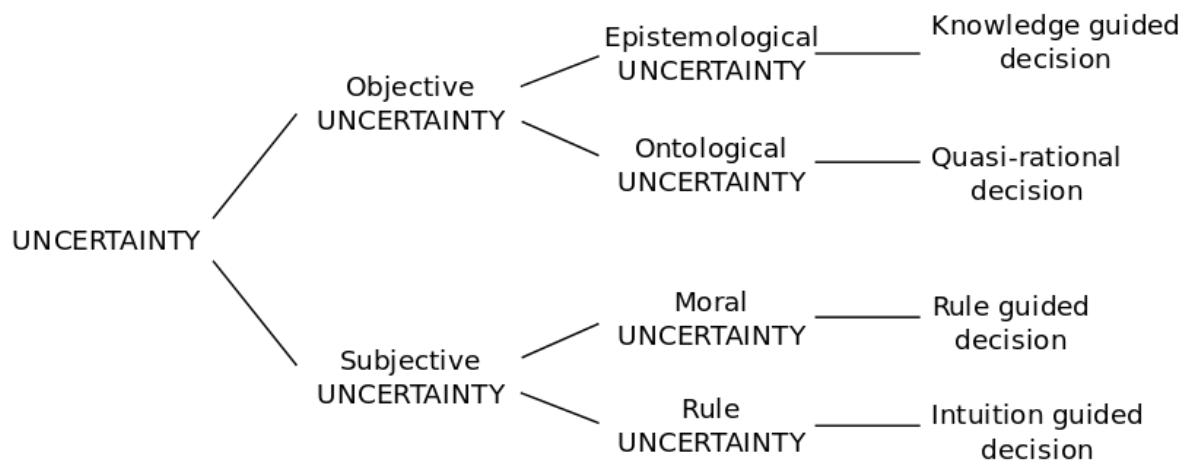 UNCERTAINTY
Objective
UNCERTAINTY
Epistemological
UNCERTAINTY
Knowledge guided
decision
Ontological
UNCERTAINTY
Quasi-rational
decision
Subjective
UNCERTAINTY
Moral
UNCERTAINTY
Rule guided
decision
Rule
UNCERTAINTY
Intuition guided
decision